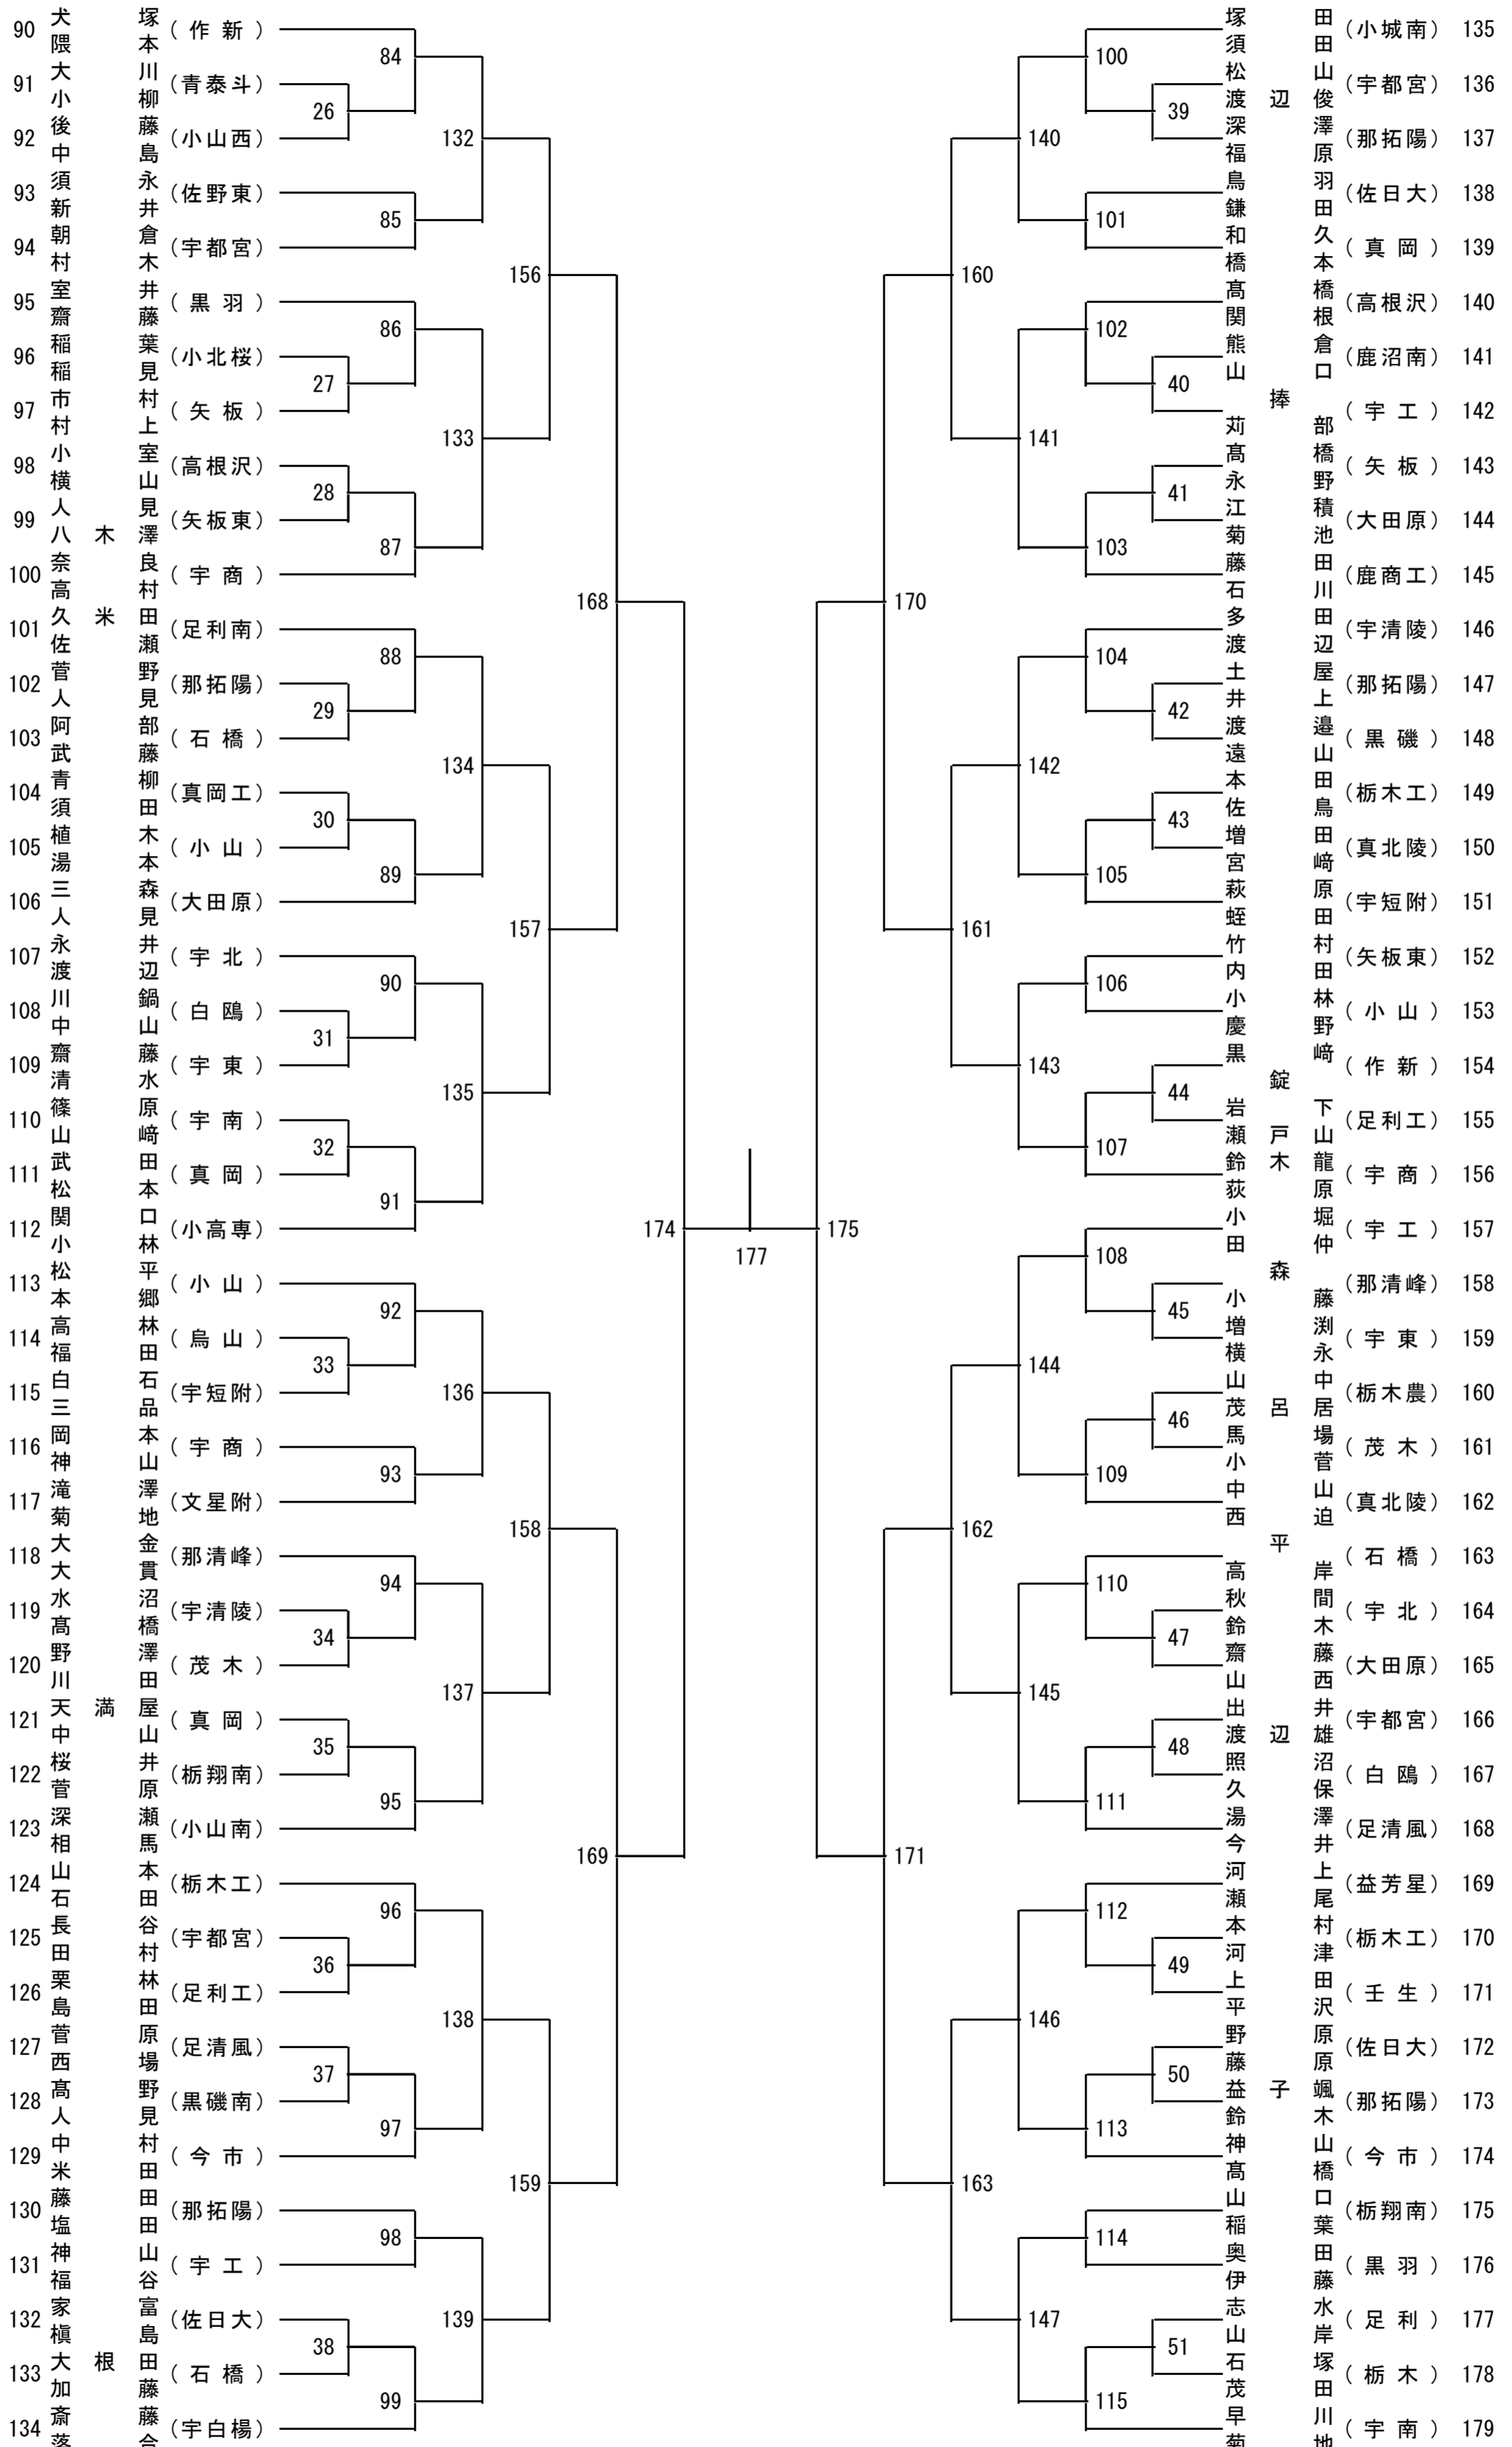 90 犬塚 隈本 (作新)
91 大川 小柳 (青泰斗)
92 後藤 中島 (小山西)
93 須永 新井 (佐野東)
94 朝倉 村木 (宇都宮)
95 室井 齋藤 (黒羽)
96 稲葉 稲見 (小北桜)
97 市村 村上 (矢板)
98 小室 横山 (高根沢)
99 人見 八木澤 (矢板東)
100 奈良 高村 (宇商)
101 久米田 佐瀬 (足利南)
102 菅野 人見 (那拓陽)
103 阿部 武藤 (石橋)
104 青柳 須田 (真岡工)
105 植木 湯本 (小山)
106 三森 人見 (大田原)
107 永井 渡辺 (宇北)
108 川鍋 中山 (白鴎)
109 齋藤 清水 (宇東)
110 篠原 山﨑 (宇南)
111 武田 松本 (真岡)
112 関口 小林 (小高専)
113 松平 本郷 (小山)
114 高林 福田 (烏山)
115 白石 三品 (宇短附)
116 岡本 神山 (宇商)
117 滝澤 菊地 (文星附)
118 大金 大貫 (那清峰)
119 水沼 髙橋 (宇清陵)
120 野澤 川田 (茂木)
121 天満屋 中山 (真岡)
122 桜井 菅原 (栃翔南)
123 深瀬 相馬 (小山南)
124 山本 石田 (栃木工)
125 長谷 田村 (宇都宮)
126 栗林 島田 (足利工)
127 菅原 西場 (足清風)
128 髙野 人見 (黒磯南)
129 中村 米田 (今市)
130 藤田 塩田 (那拓陽)
131 神山 福谷 (宇工)
132 家富 槇島 (佐日大)
133 大根田 加藤 (石橋)
134 斎藤 落合 (宇白楊)
26
27
28
29
30
31
32
33
34
35
36
37
38
84
85
86
87
88
89
90
91
92
93
94
95
96
97
98
99
132
133
134
135
136
137
138
139
156
157
158
159
168
169
174
177
175
170
171
160
161
162
163
140
141
142
143
144
145
146
147
100
101
102
103
104
105
106
107
108
109
110
111
112
113
114
115
39
40
41
42
43
44
45
46
47
48
49
50
51
塚田 須田 (小城南) 135
松山 渡辺俊 (宇都宮) 136
深澤 福原 (那拓陽) 137
鳥羽 鎌田 (佐日大) 138
和久 橋本 (真岡) 139
髙橋 関根 (高根沢) 140
熊倉 山口 (鹿沼南) 141
捧 苅部 (宇工) 142
髙橋 永野 (矢板) 143
江積 菊池 (大田原) 144
藤田 石川 (鹿商工) 145
多田 渡辺 (宇清陵) 146
土屋 井上 (那拓陽) 147
渡邉 遠山 (黒磯) 148
本田 佐鳥 (栃木工) 149
増田 宮﨑 (真北陵) 150
萩原 蛭田 (宇短附) 151
竹村 内田 (矢板東) 152
小林 慶野 (小山) 153
黒﨑 錠 (作新) 154
岩下 瀬戸山 (足利工) 155
鈴木龍 荻原 (宇商) 156
小堀 田仲 (宇工) 157
森 小藤 (那清峰) 158
増渕 横永 (宇東) 159
山中 茂呂居 (栃木農) 160
馬場 小菅 (茂木) 161
中山 西迫 (真北陵) 162
平 高岸 (石橋) 163
秋間 鈴木 (宇北) 164
齋藤 山西 (大田原) 165
出井 渡辺雄 (宇都宮) 166
照沼 久保 (白鴎) 167
湯澤 今井 (足清風) 168
河上 瀬尾 (益芳星) 169
本村 河津 (栃木工) 170
上田 平沢 (壬生) 171
野原 藤原 (佐日大) 172
益子颯 鈴木 (那拓陽) 173
神山 髙橋 (今市) 174
山口 稲葉 (栃翔南) 175
奥田 伊藤 (黒羽) 176
志水 山岸 (足利) 177
石塚 茂田 (栃木) 178
早川 菊地 (宇南) 179